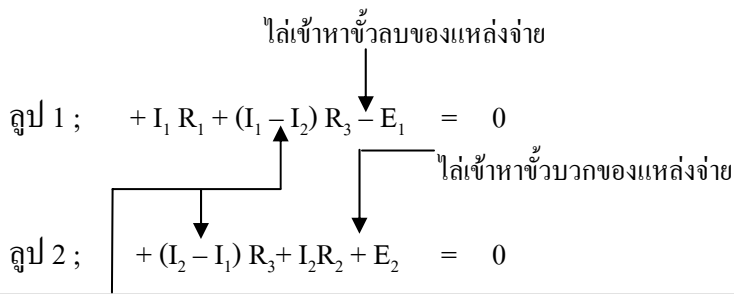 ไล่เข้าหาขั้วลบของแหล่งจ่าย
ลูป 1 ; + I₁ R₁ + (I₁ – I₂) R₃ – E₁ = 0
ไล่เข้าหาขั้วบวกของแหล่งจ่าย
ลูป 2 ; + (I₂ – I₁) R₃+ I₂R₂ + E₂ = 0